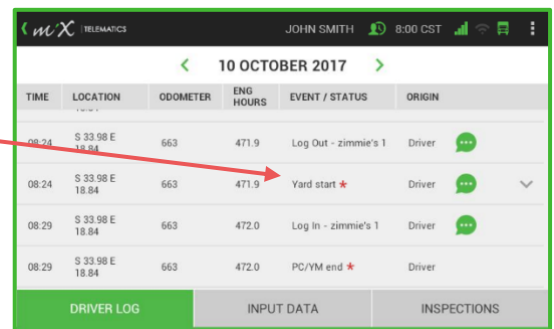 mix TELEMATICS JOHN SMITH 8:00 CST
10 OCTOBER 2017
TIME LOCATION ODOMETER ENG HOURS EVENT / STATUS ORIGIN
08:24 S 33.98 E 18.84 663 471.9 Log Out - zimmie's 1 Driver
08:24 S 33.98 E 18.84 663 471.9 Yard start * Driver
08:29 S 33.98 E 18.84 663 472.0 Log In - zimmie's 1 Driver
08:29 S 33.98 E 18.84 663 472.0 PC/YM end * Driver
DRIVER LOG INPUT DATA INSPECTIONS